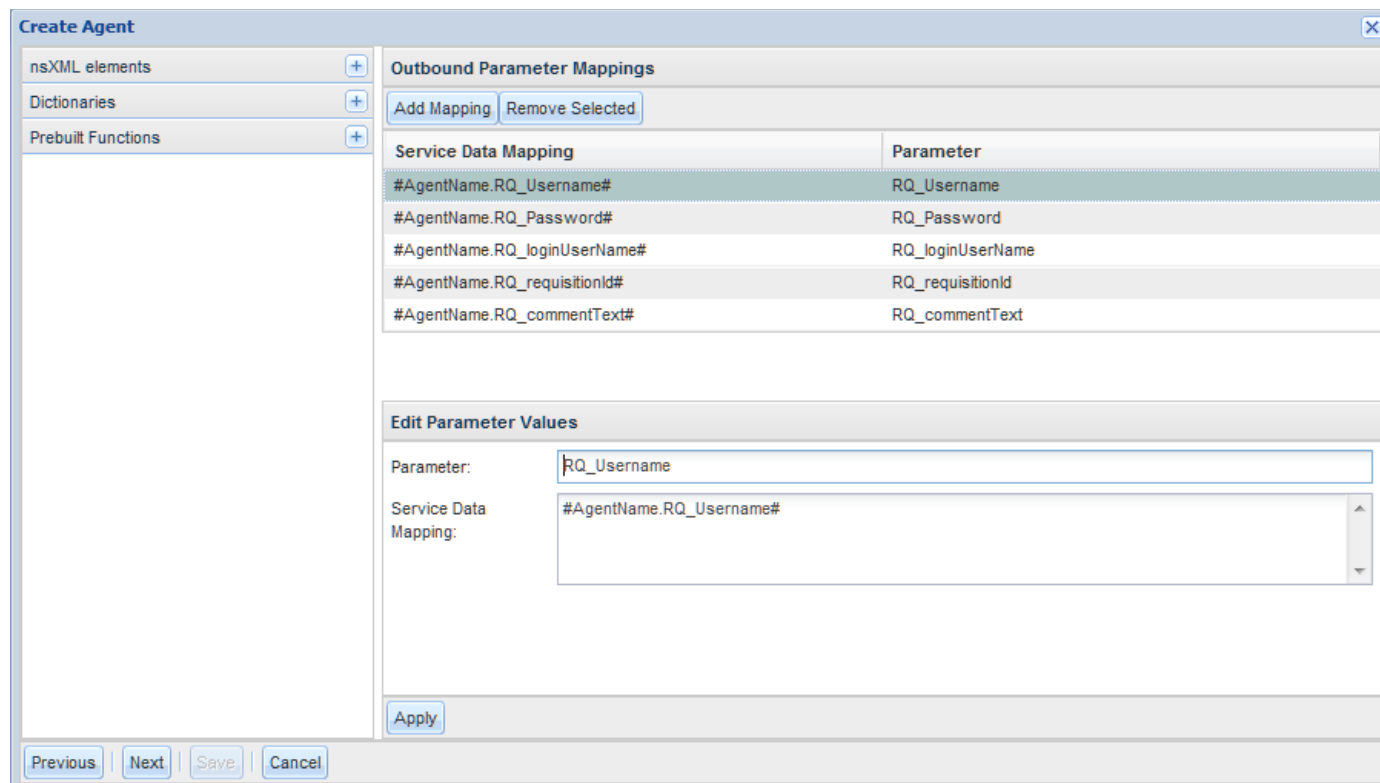 Create Agent
nsXML elements
Dictionaries
Prebuilt Functions
Outbound Parameter Mappings
Add Mapping Remove Selected
Service Data Mapping Parameter
#AgentName.RQ_Username# RQ_Username
#AgentName.RQ_Password# RQ_Password
#AgentName.RQ_loginUserName# RQ_loginUserName
#AgentName.RQ_requisitionId# RQ_requisitionId
#AgentName.RQ_commentText# RQ_commentText
Edit Parameter Values
Parameter: RQ_Username
Service Data #AgentName.RQ_Username#
Mapping:
Apply
Previous Next Save Cancel